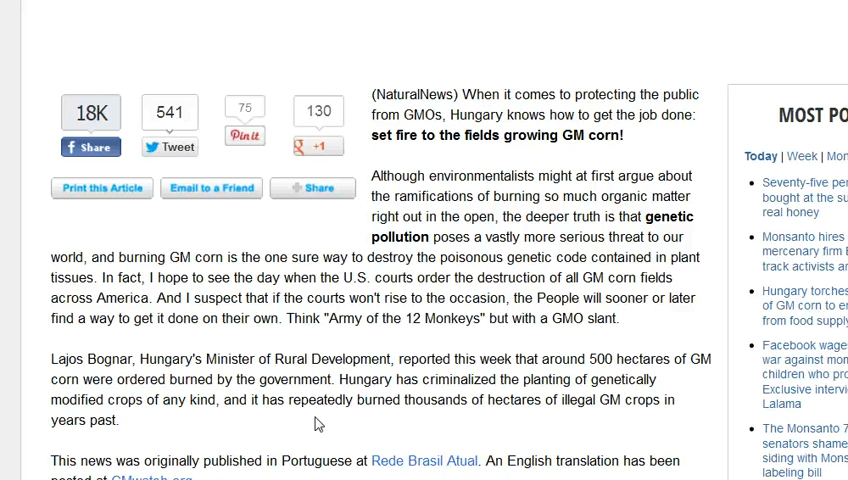 18K
541
75
130
Share
Tweet
Pin it
+1
Print this Article
Email to a Friend
Share
(NaturalNews) When it comes to protecting the public
from GMOs, Hungary knows how to get the job done:
set fire to the fields growing GM corn!
Although environmentalists might at first argue about
the ramifications of burning so much organic matter
right out in the open, the deeper truth is that genetic
pollution poses a vastly more serious threat to our
world, and burning GM corn is the one sure way to destroy the poisonous genetic code contained in plant
tissues. In fact, I hope to see the day when the U.S. courts order the destruction of all GM corn fields
across America. And I suspect that if the courts won't rise to the occasion, the People will sooner or later
find a way to get it done on their own. Think "Army of the 12 Monkeys" but with a GMO slant.
Lajos Bognar, Hungary's Minister of Rural Development, reported this week that around 500 hectares of GM
corn were ordered burned by the government. Hungary has criminalized the planting of genetically
modified crops of any kind, and it has repeatedly burned thousands of hectares of illegal GM crops in
years past.
This news was originally published in Portuguese at Rede Brasil Atual. An English translation has been
posted at GMwatch.org
MOST PO
Today | Week | Mon
Seventy-five per
bought at the su
real honey
Monsanto hires
mercenary firm
track activists
Hungary torches
of GM corn to
from food supply
Facebook wages
war against mon
children who pro
Exclusive intervi
Lalama
The Monsanto 7
senators shame
siding with Mons
labeling bill